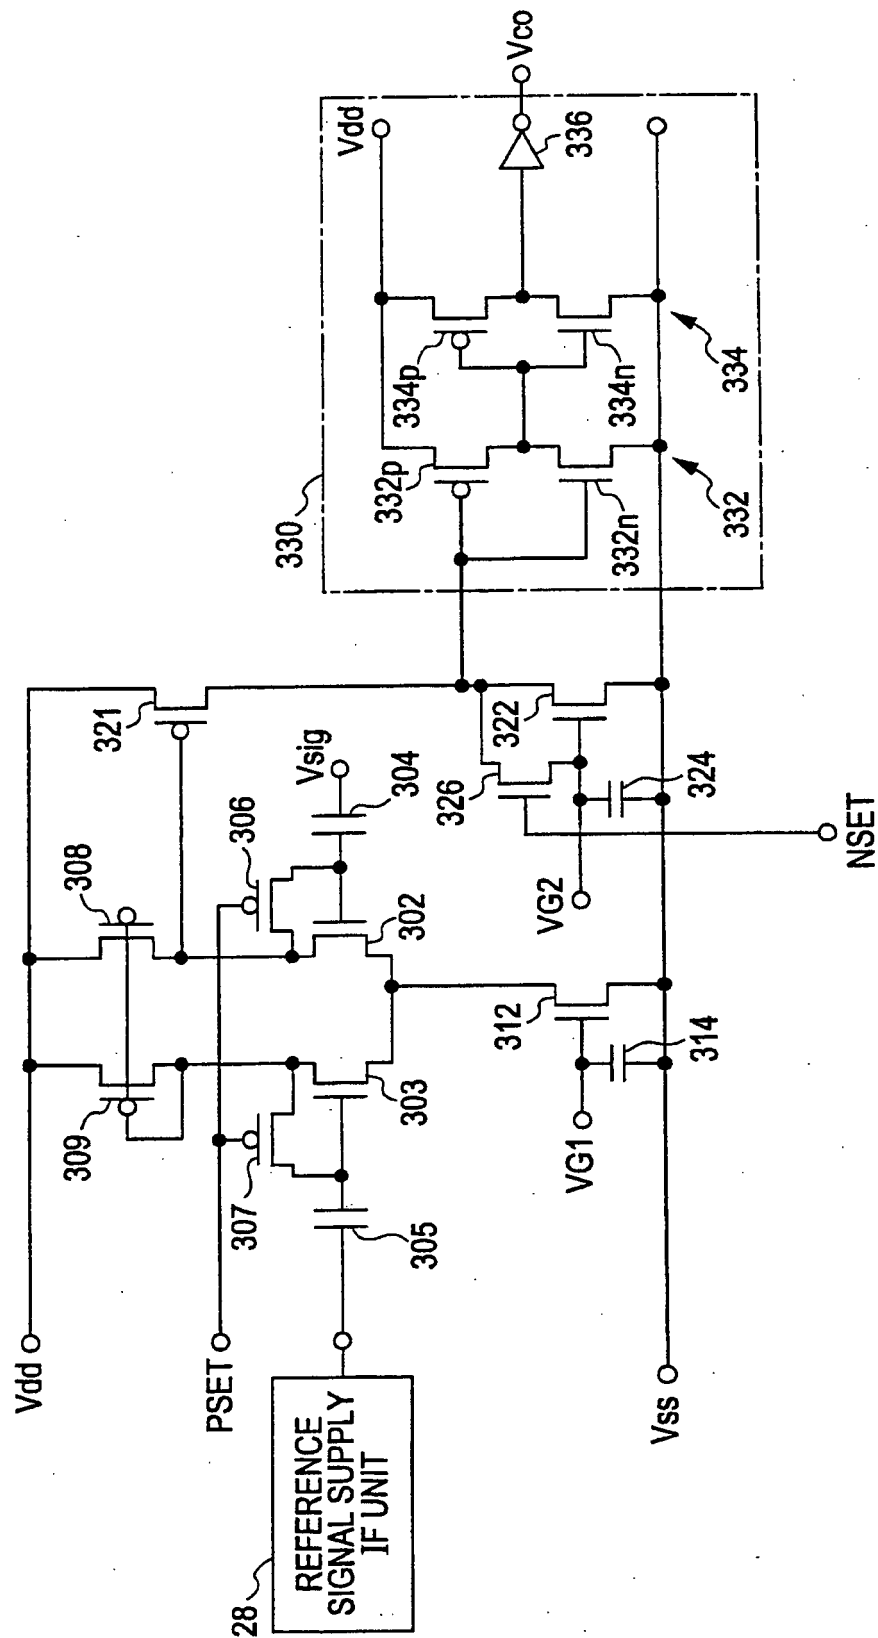 28
REFERENCE
SIGNAL SUPPLY
IF UNIT
Vdd
PSET
Vss
309
308
307
306
305
303
302
304
Vsig
321
VG1
312
314
VG2
326
322
324
NSET
330
Vdd
332p
332n
332
334p
334n
334
336
Vco